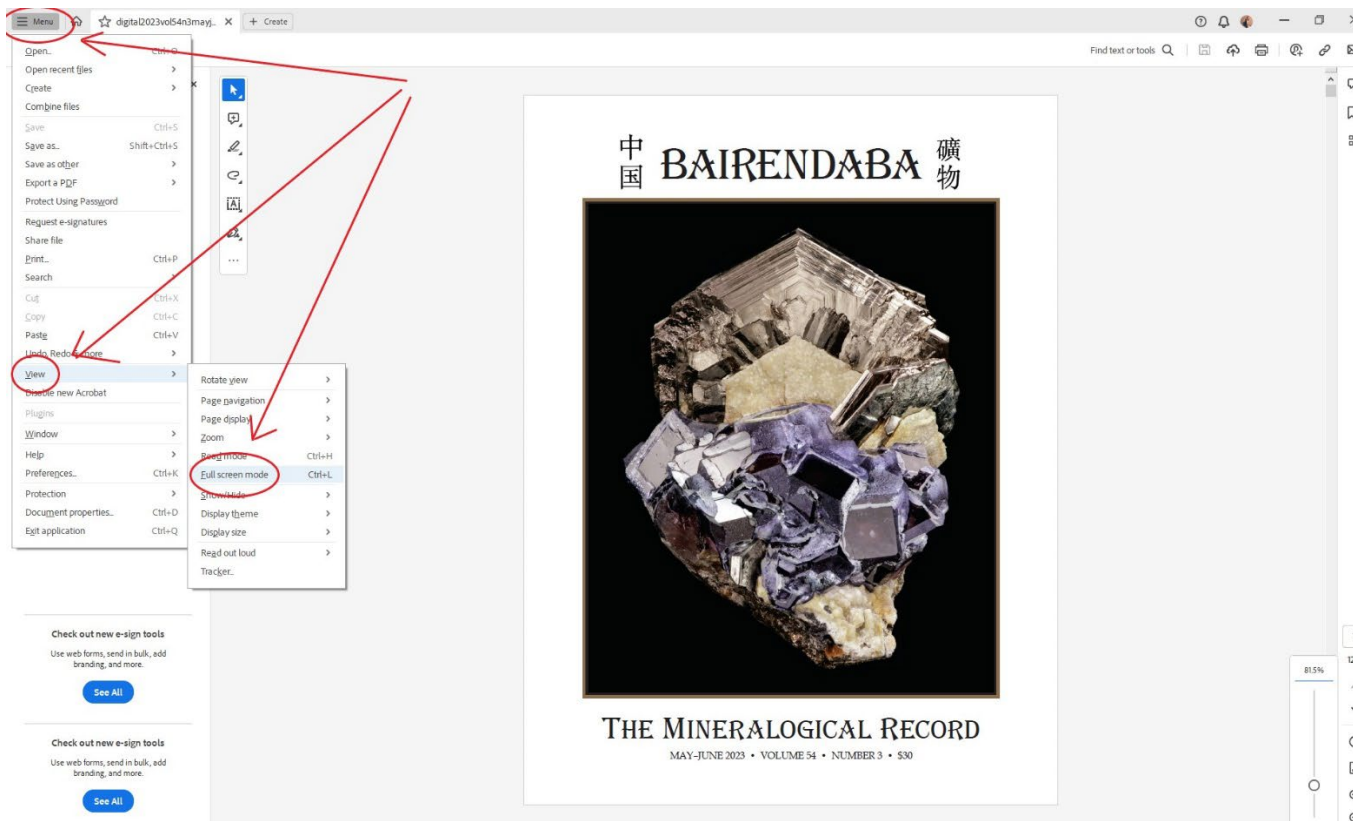 Menu
digital2023vol54n3mayj...
Create
Find text or tools
Open...
Open recent files
Create
Combine files
Save Ctrl+S
Save as... Shift+Ctrl+S
Save as other
Export a PDF
Protect Using Password
Request e-signatures
Share file
Print... Ctrl+P
Search
Cut Ctrl+X
Copy Ctrl+C
Paste Ctrl+V
Undo, Redo & more
View
Disable new Acrobat
Plugins
Window
Help
Preferences... Ctrl+K
Protection
Document properties... Ctrl+D
Exit application Ctrl+Q
Rotate view
Page navigation
Page display
Zoom
Read mode Ctrl+H
Full screen mode Ctrl+L
Show/Hide
Display theme
Display size
Read out loud
Tracker...
Check out new e-sign tools
Use web forms, send in bulk, add
branding, and more.
See All
Check out new e-sign tools
Use web forms, send in bulk, add
branding, and more.
See All
中国 BAIRENDABA 礦物
THE MINERALOGICAL RECORD
MAY–JUNE 2023 • VOLUME 54 • NUMBER 3 • $30
81.5%